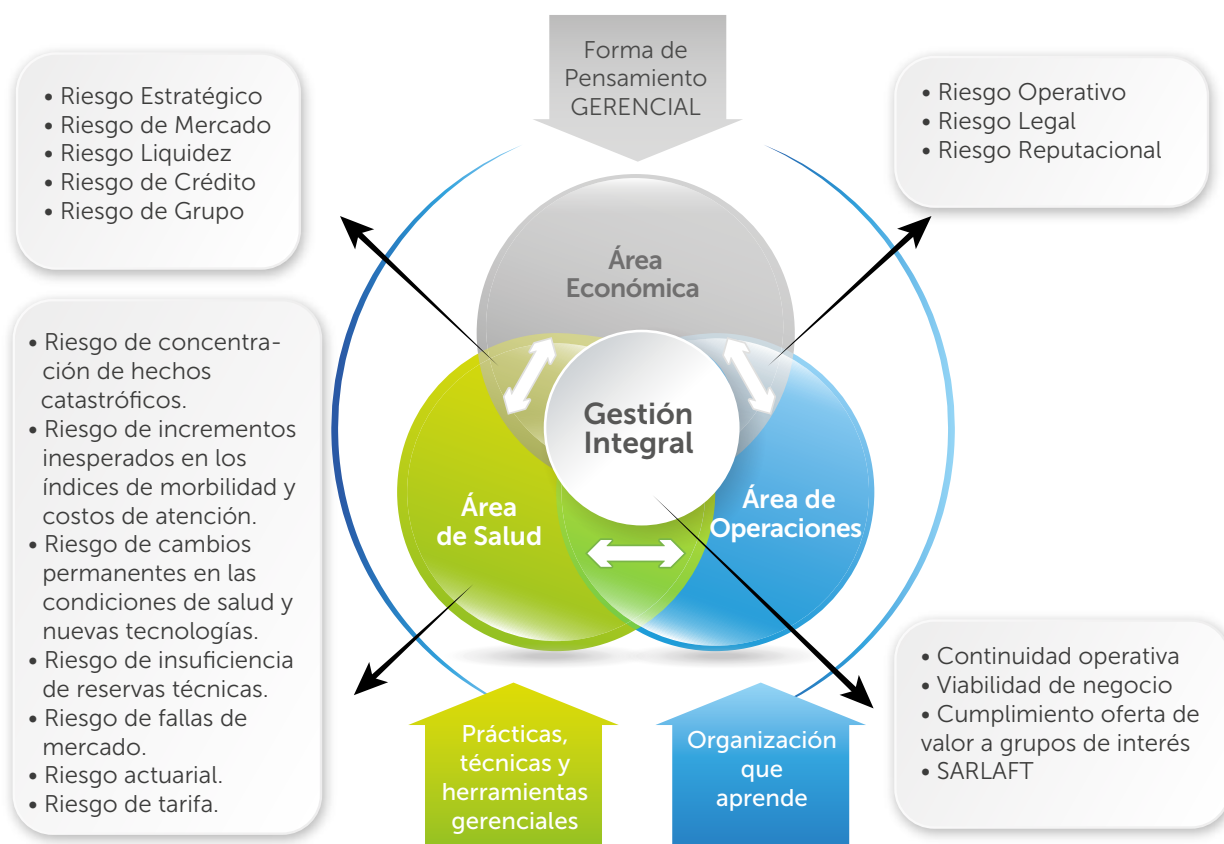 Forma de
Pensamiento
GERENCIAL
• Riesgo Estratégico
• Riesgo de Mercado
• Riesgo Liquidez
• Riesgo de Crédito
• Riesgo de Grupo
• Riesgo Operativo
• Riesgo Legal
• Riesgo Reputacional
Área
Económica
Gestión
Integral
Área
de Salud
Área de
Operaciones
• Riesgo de concentra-
ción de hechos
catastróficos.
• Riesgo de incrementos
inesperados en los
índices de morbilidad y
costos de atención.
• Riesgo de cambios
permanentes en las
condiciones de salud y
nuevas tecnologías.
• Riesgo de insuficiencia
de reservas técnicas.
• Riesgo de fallas de
mercado.
• Riesgo actuarial.
• Riesgo de tarifa.
Prácticas,
técnicas y
herramientas
gerenciales
Organización
que
aprende
• Continuidad operativa
• Viabilidad de negocio
• Cumplimiento oferta de
valor a grupos de interés
• SARLAFT